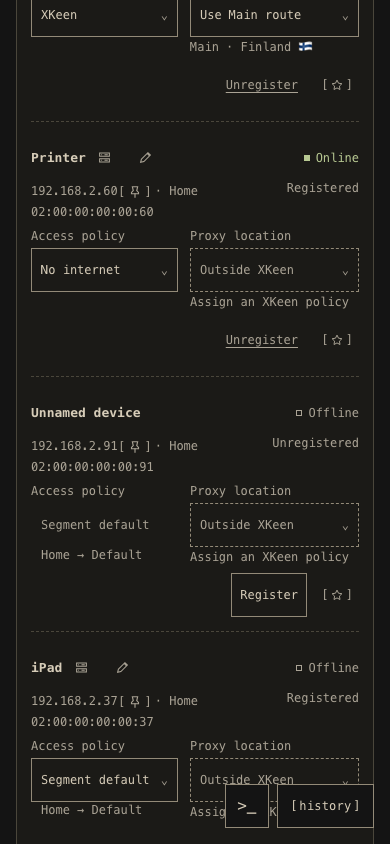 XKeen
Use Main route
Main · Finland 🇫🇮
Unregister
[☆]
Printer
Online
192.168.2.60[ ]· Home
Registered
02:00:00:00:00:60
Access policy
Proxy location
No internet
Outside XKeen
Assign an XKeen policy
Unregister
[☆]
Unnamed device
Offline
192.168.2.91[ ]· Home
Unregistered
02:00:00:00:00:91
Access policy
Proxy location
Segment default
Outside XKeen
Home → Default
Assign an XKeen policy
Register
[☆]
iPad
Offline
192.168.2.37[ ]· Home
Registered
02:00:00:00:00:37
Access policy
Proxy location
Segment default
Outside XKeen
Home → Default
>_
[history]